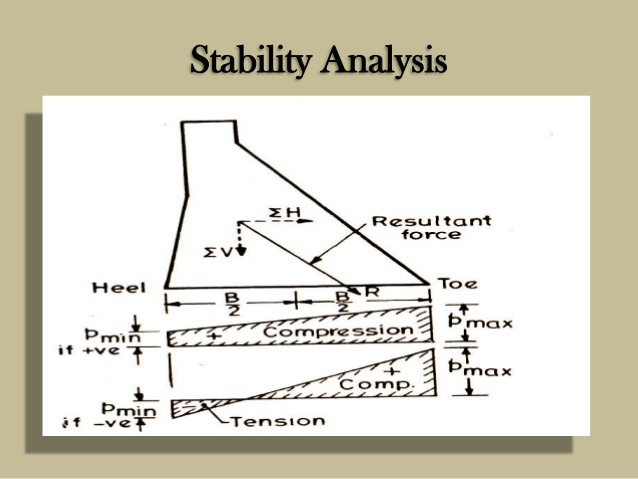 Stability Analysis
ΣH
Resultant
force
ΣV
Heel
Toe
B/2
B/2
R
Pmin
if +ve
+
Compression
Pmax
Pmax
+
Comp.
Pmin
if -ve
-
Tension